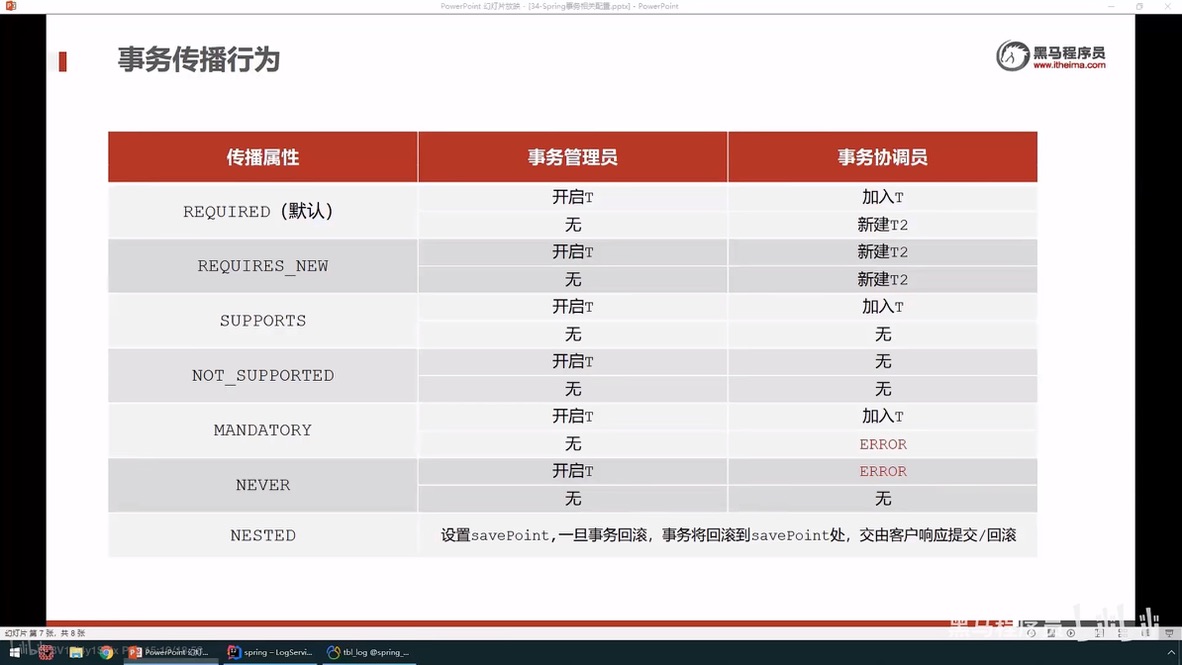 PowerPoint 幻灯片放映 - [34-Spring事务相关配置.pptx] - PowerPoint
事务传播行为
黑马程序员
www.itheima.com
传播属性 事务管理员 事务协调员
REQUIRED（默认） 开启T 加入T
无 新建T2
REQUIRES_NEW 开启T 新建T2
无 新建T2
SUPPORTS 开启T 加入T
无 无
NOT_SUPPORTED 开启T 无
无 无
MANDATORY 开启T 加入T
无 ERROR
NEVER 开启T ERROR
无 无
NESTED 设置savePoint,一旦事务回滚，事务将回滚到savePoint处，交由客户响应提交/回滚
幻灯片 第 7 张，共 8 张
黑马程序员 bilibili
PowerPoint 幻灯... spring – LogServi... tbl_log @spring_...